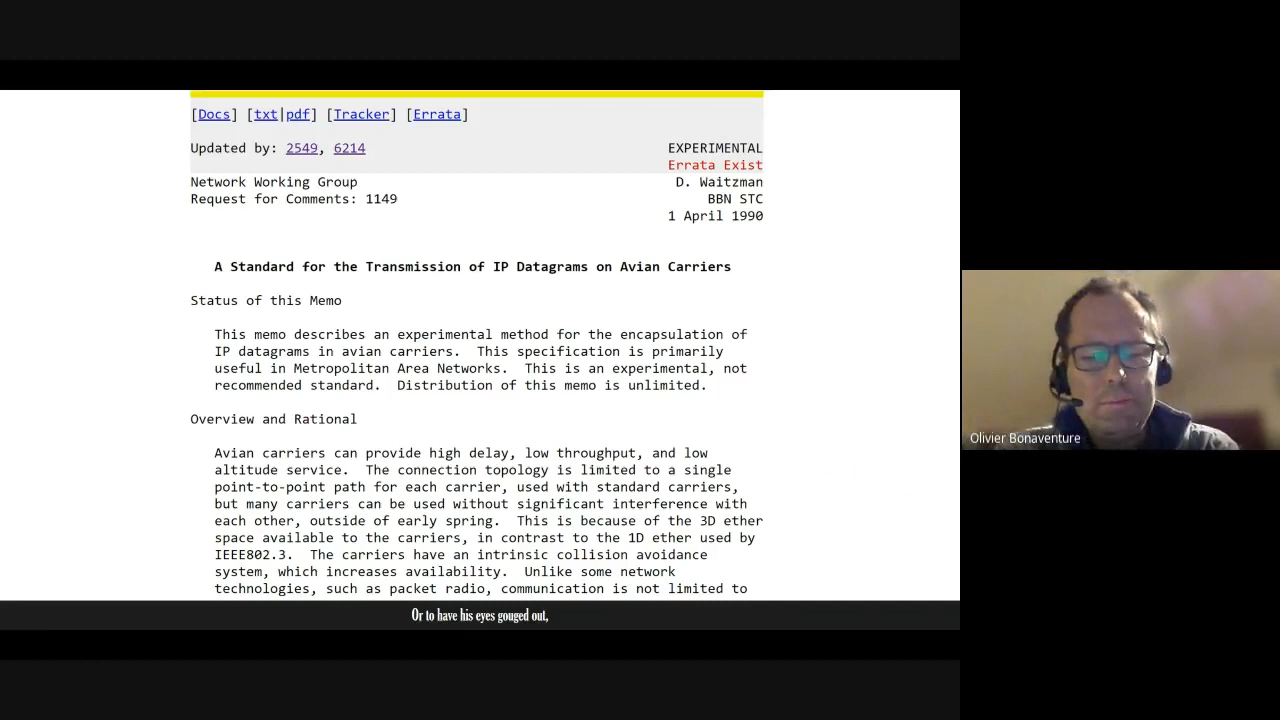 [Docs] [txt|pdf] [Tracker] [Errata]
Updated by: 2549, 6214 EXPERIMENTAL
Errata Exist
Network Working Group D. Waitzman
Request for Comments: 1149 BBN STC
1 April 1990
A Standard for the Transmission of IP Datagrams on Avian Carriers
Status of this Memo
This memo describes an experimental method for the encapsulation of
IP datagrams in avian carriers. This specification is primarily
useful in Metropolitan Area Networks. This is an experimental, not
recommended standard. Distribution of this memo is unlimited.
Overview and Rational
Avian carriers can provide high delay, low throughput, and low
altitude service. The connection topology is limited to a single
point-to-point path for each carrier, used with standard carriers,
but many carriers can be used without significant interference with
each other, outside of early spring. This is because of the 3D ether
space available to the carriers, in contrast to the 1D ether used by
IEEE802.3. The carriers have an intrinsic collision avoidance
system, which increases availability. Unlike some network
technologies, such as packet radio, communication is not limited to
Or to have his eyes gouged out,
Olivier Bonaventure